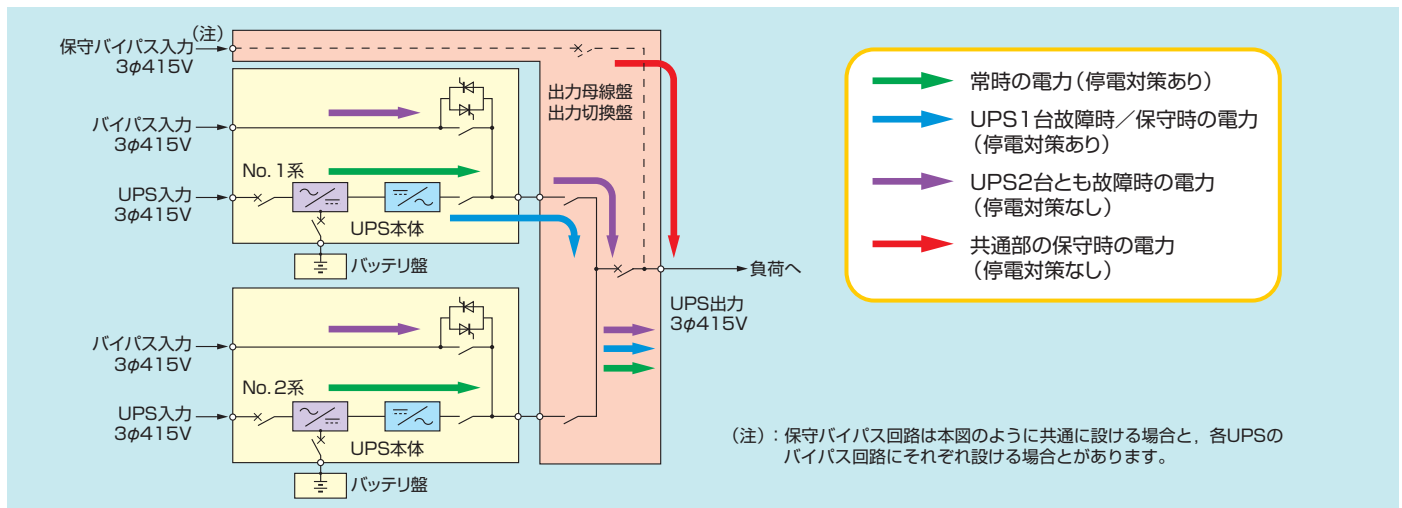 (注)
保守バイパス入力
3φ415V
バイパス入力
3φ415V
No.1系
UPS入力
3φ415V
UPS本体
バッテリ盤
出力母線盤
出力切換盤
負荷へ
UPS出力
3φ415V
バイパス入力
3φ415V
No.2系
UPS入力
3φ415V
UPS本体
バッテリ盤
常時の電力(停電対策あり)
UPS1台故障時/保守時の電力
(停電対策あり)
UPS2台とも故障時の電力
(停電対策なし)
共通部の保守時の電力
(停電対策なし)
(注):保守バイパス回路は本図のように共通に設ける場合と,各UPSの
バイパス回路にそれぞれ設ける場合とがあります。